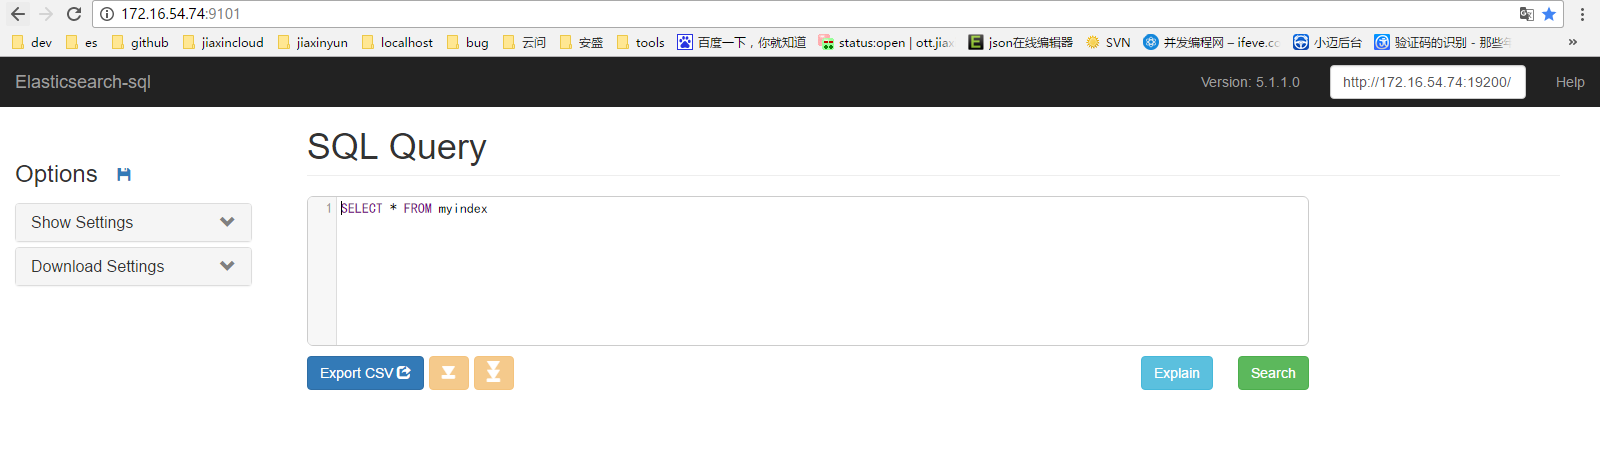 172.16.54.74:9101
dev es github jiaxincloud jiaxinyun localhost bug 云问 安盛 tools 百度一下，你就知道 status:open | ott.jiax json在线编辑器 SVN 并发编程网 – ifeve.cc 小迈后台 验证码的识别 - 那些年 »
Elasticsearch-sql Version: 5.1.1.0 http://172.16.54.74:19200/ Help
SQL Query
Options
1 SELECT * FROM myindex
Show Settings
Download Settings
Export CSV Explain Search